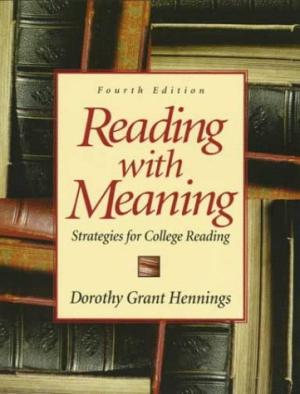 Fourth Edition
Reading
with
Meaning
Strategies for College Reading
Dorothy Grant Hennings